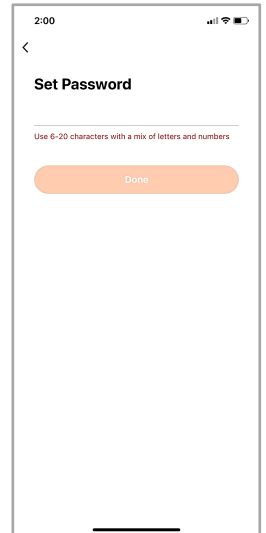 2:00
Set Password
Use 6-20 characters with a mix of letters and numbers
Done